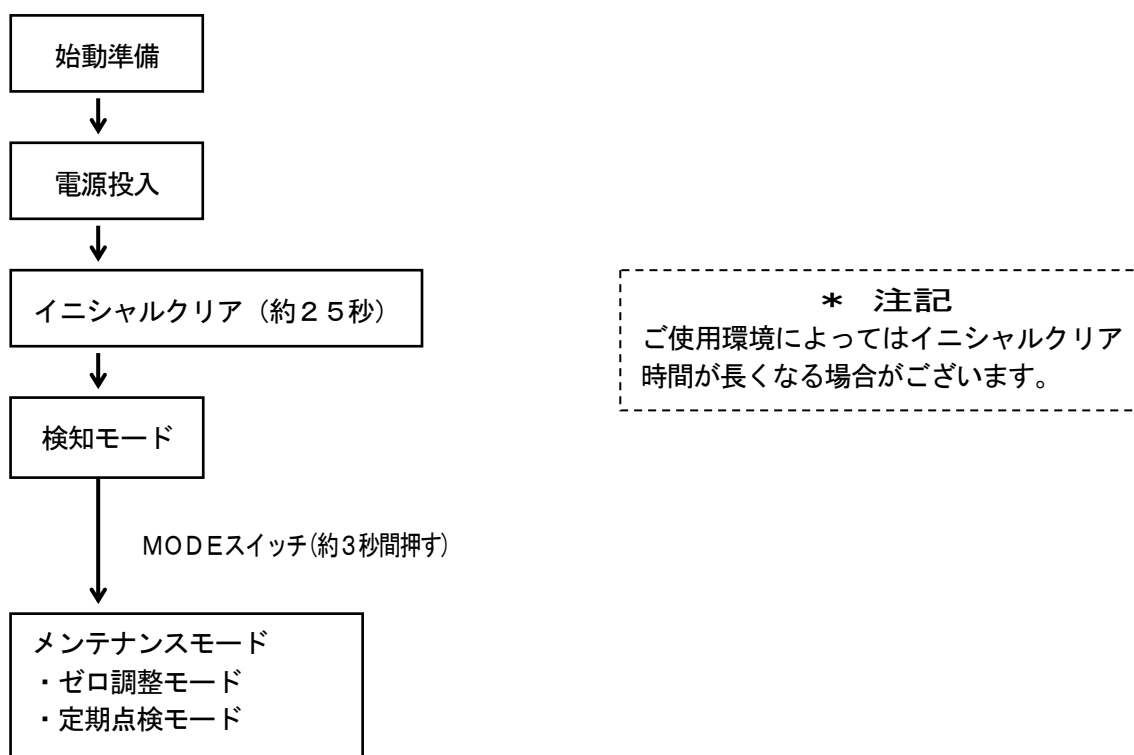 始動準備
電源投入
イニシャルクリア（約２５秒）
* 注記
ご使用環境によってはイニシャルクリア
時間が長くなる場合がございます。
検知モード
ＭＯＤＥスイッチ(約３秒間押す)
メンテナンスモード
・ゼロ調整モード
・定期点検モード